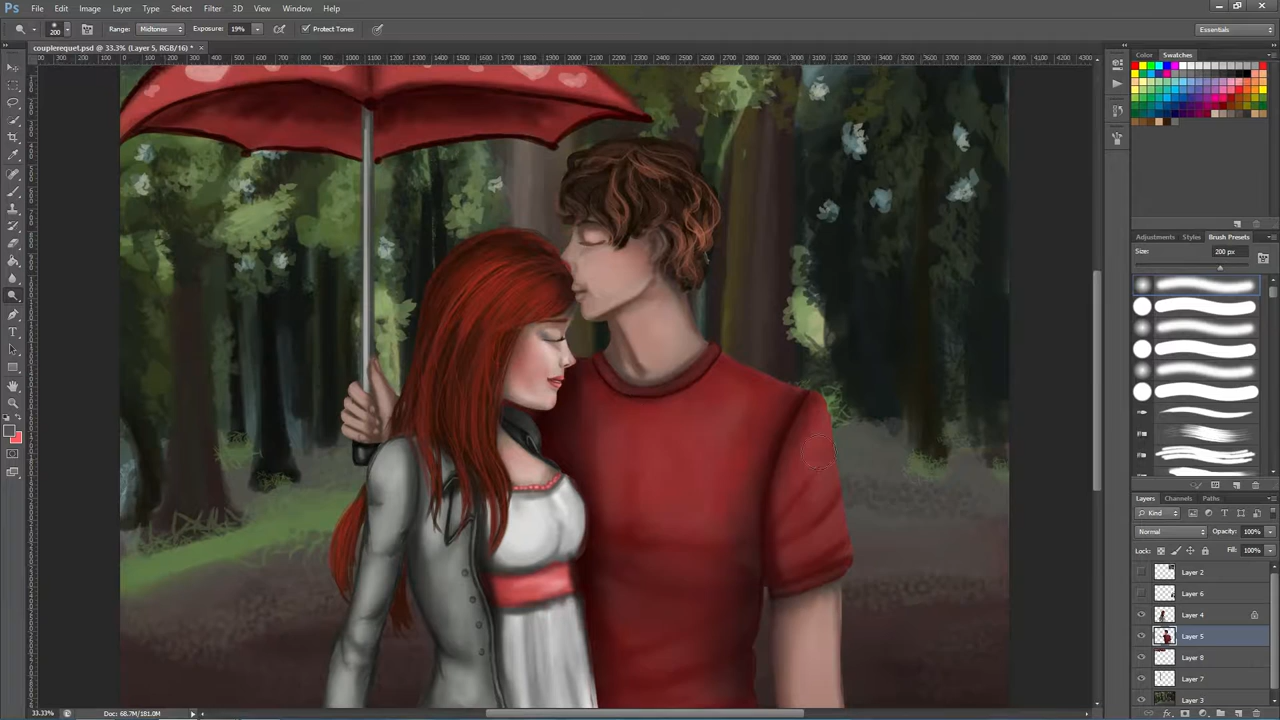 Ps File Edit Image Layer Type Select Filter 3D View Window Help
200 Range: Midtones Exposure: 19% Protect Tones Essentials
couplerequet.psd @ 33.3% (Layer 5, RGB/16) * ×
Color Swatches
Adjustments Styles Brush Presets
Size: 200 px
Layers Channels Paths
Kind
Normal Opacity: 100%
Lock: Fill: 100%
Layer 2
Layer 6
Layer 4
Layer 5
Layer 8
Layer 7
Layer 3
33.33% Doc: 68.7M/181.0M